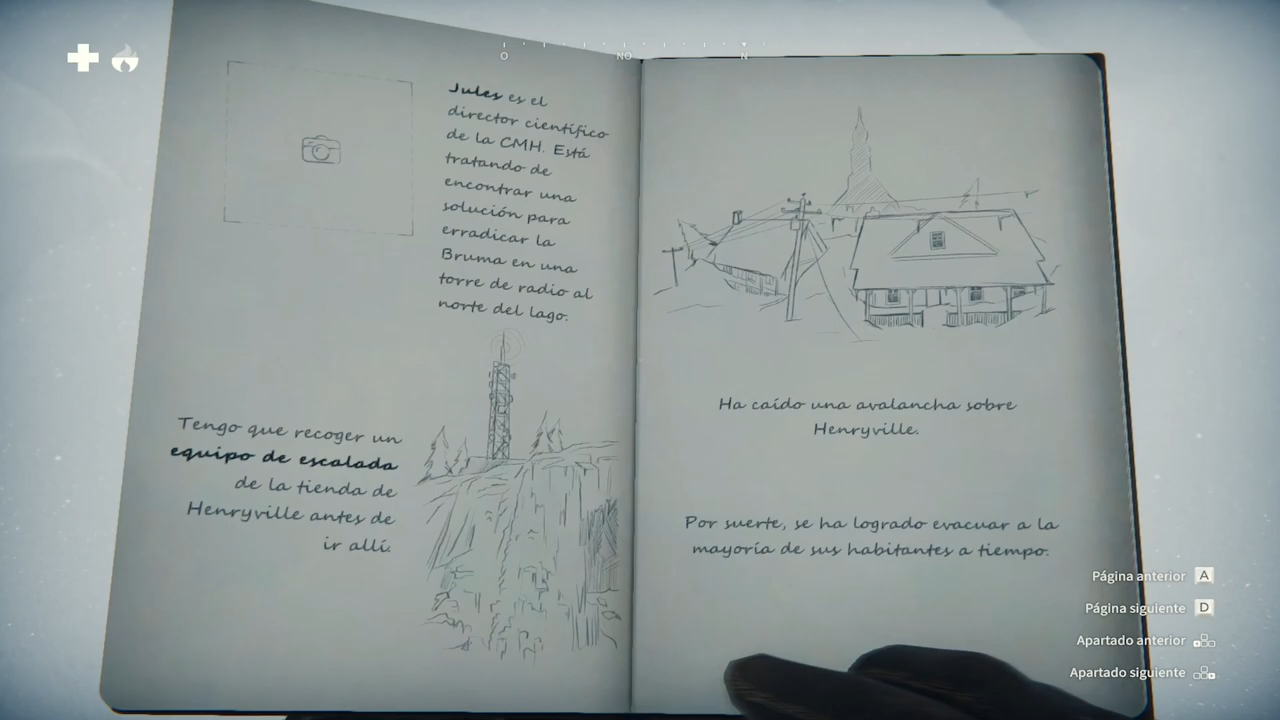 O NO N
Jules es el
director científico
de la CMH. Está
tratando de
encontrar una
solución para
erradicar la
Bruma en una
torre de radio al
norte del lago.
Tengo que recoger un
equipo de escalada
de la tienda de
Henryville antes de
ir allí.
Ha caído una avalancha sobre
Henryville.
Por suerte, se ha logrado evacuar a la
mayoría de sus habitantes a tiempo.
Página anterior A
Página siguiente D
Apartado anterior
Apartado siguiente